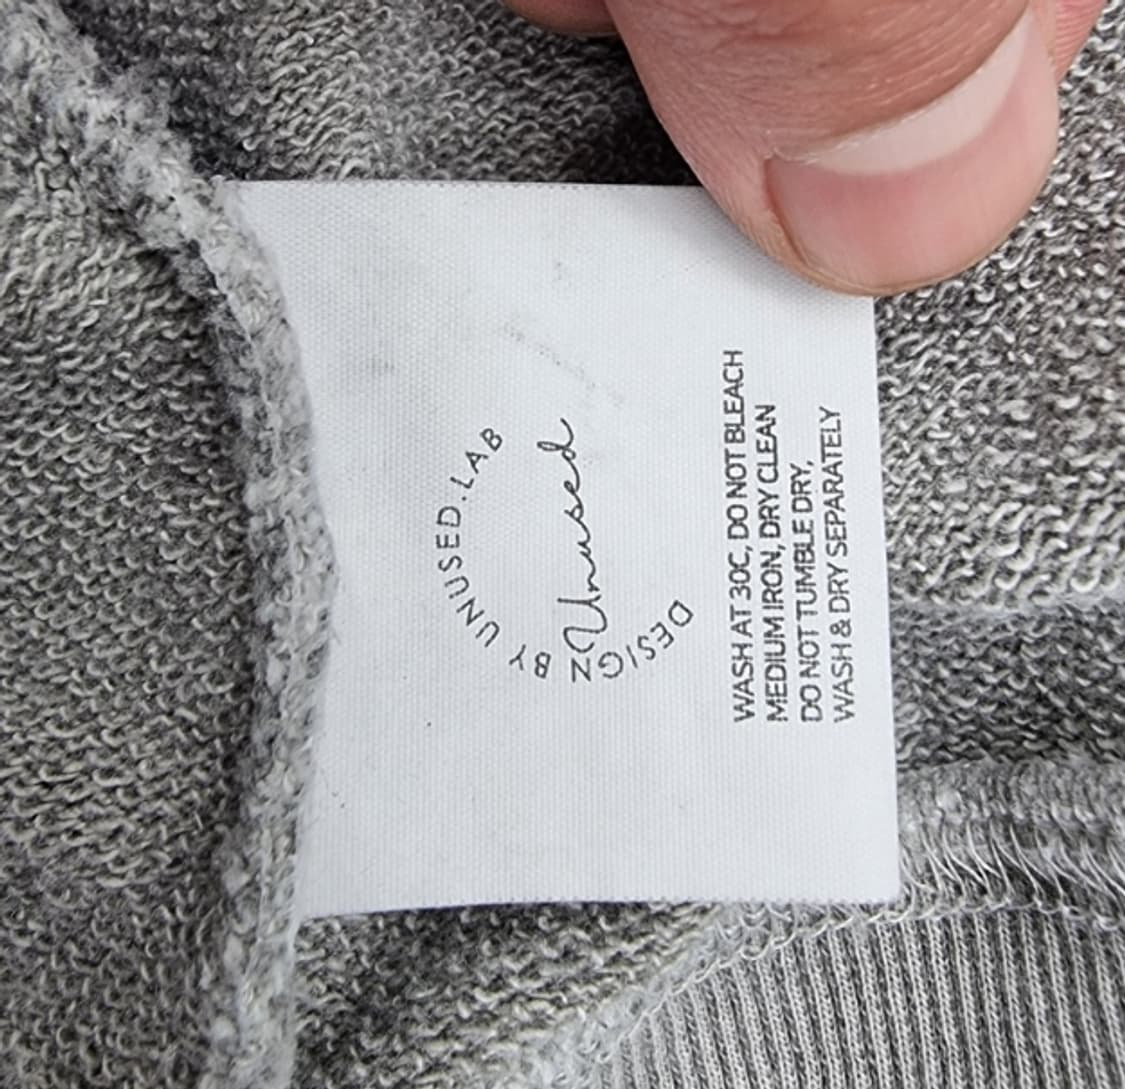 DESIGN BY UNUSED.LAB
Unused
WASH AT 30C, DO NOT BLEACH
MEDIUM IRON, DRY CLEAN
DO NOT TUMBLE DRY,
WASH & DRY SEPARATELY